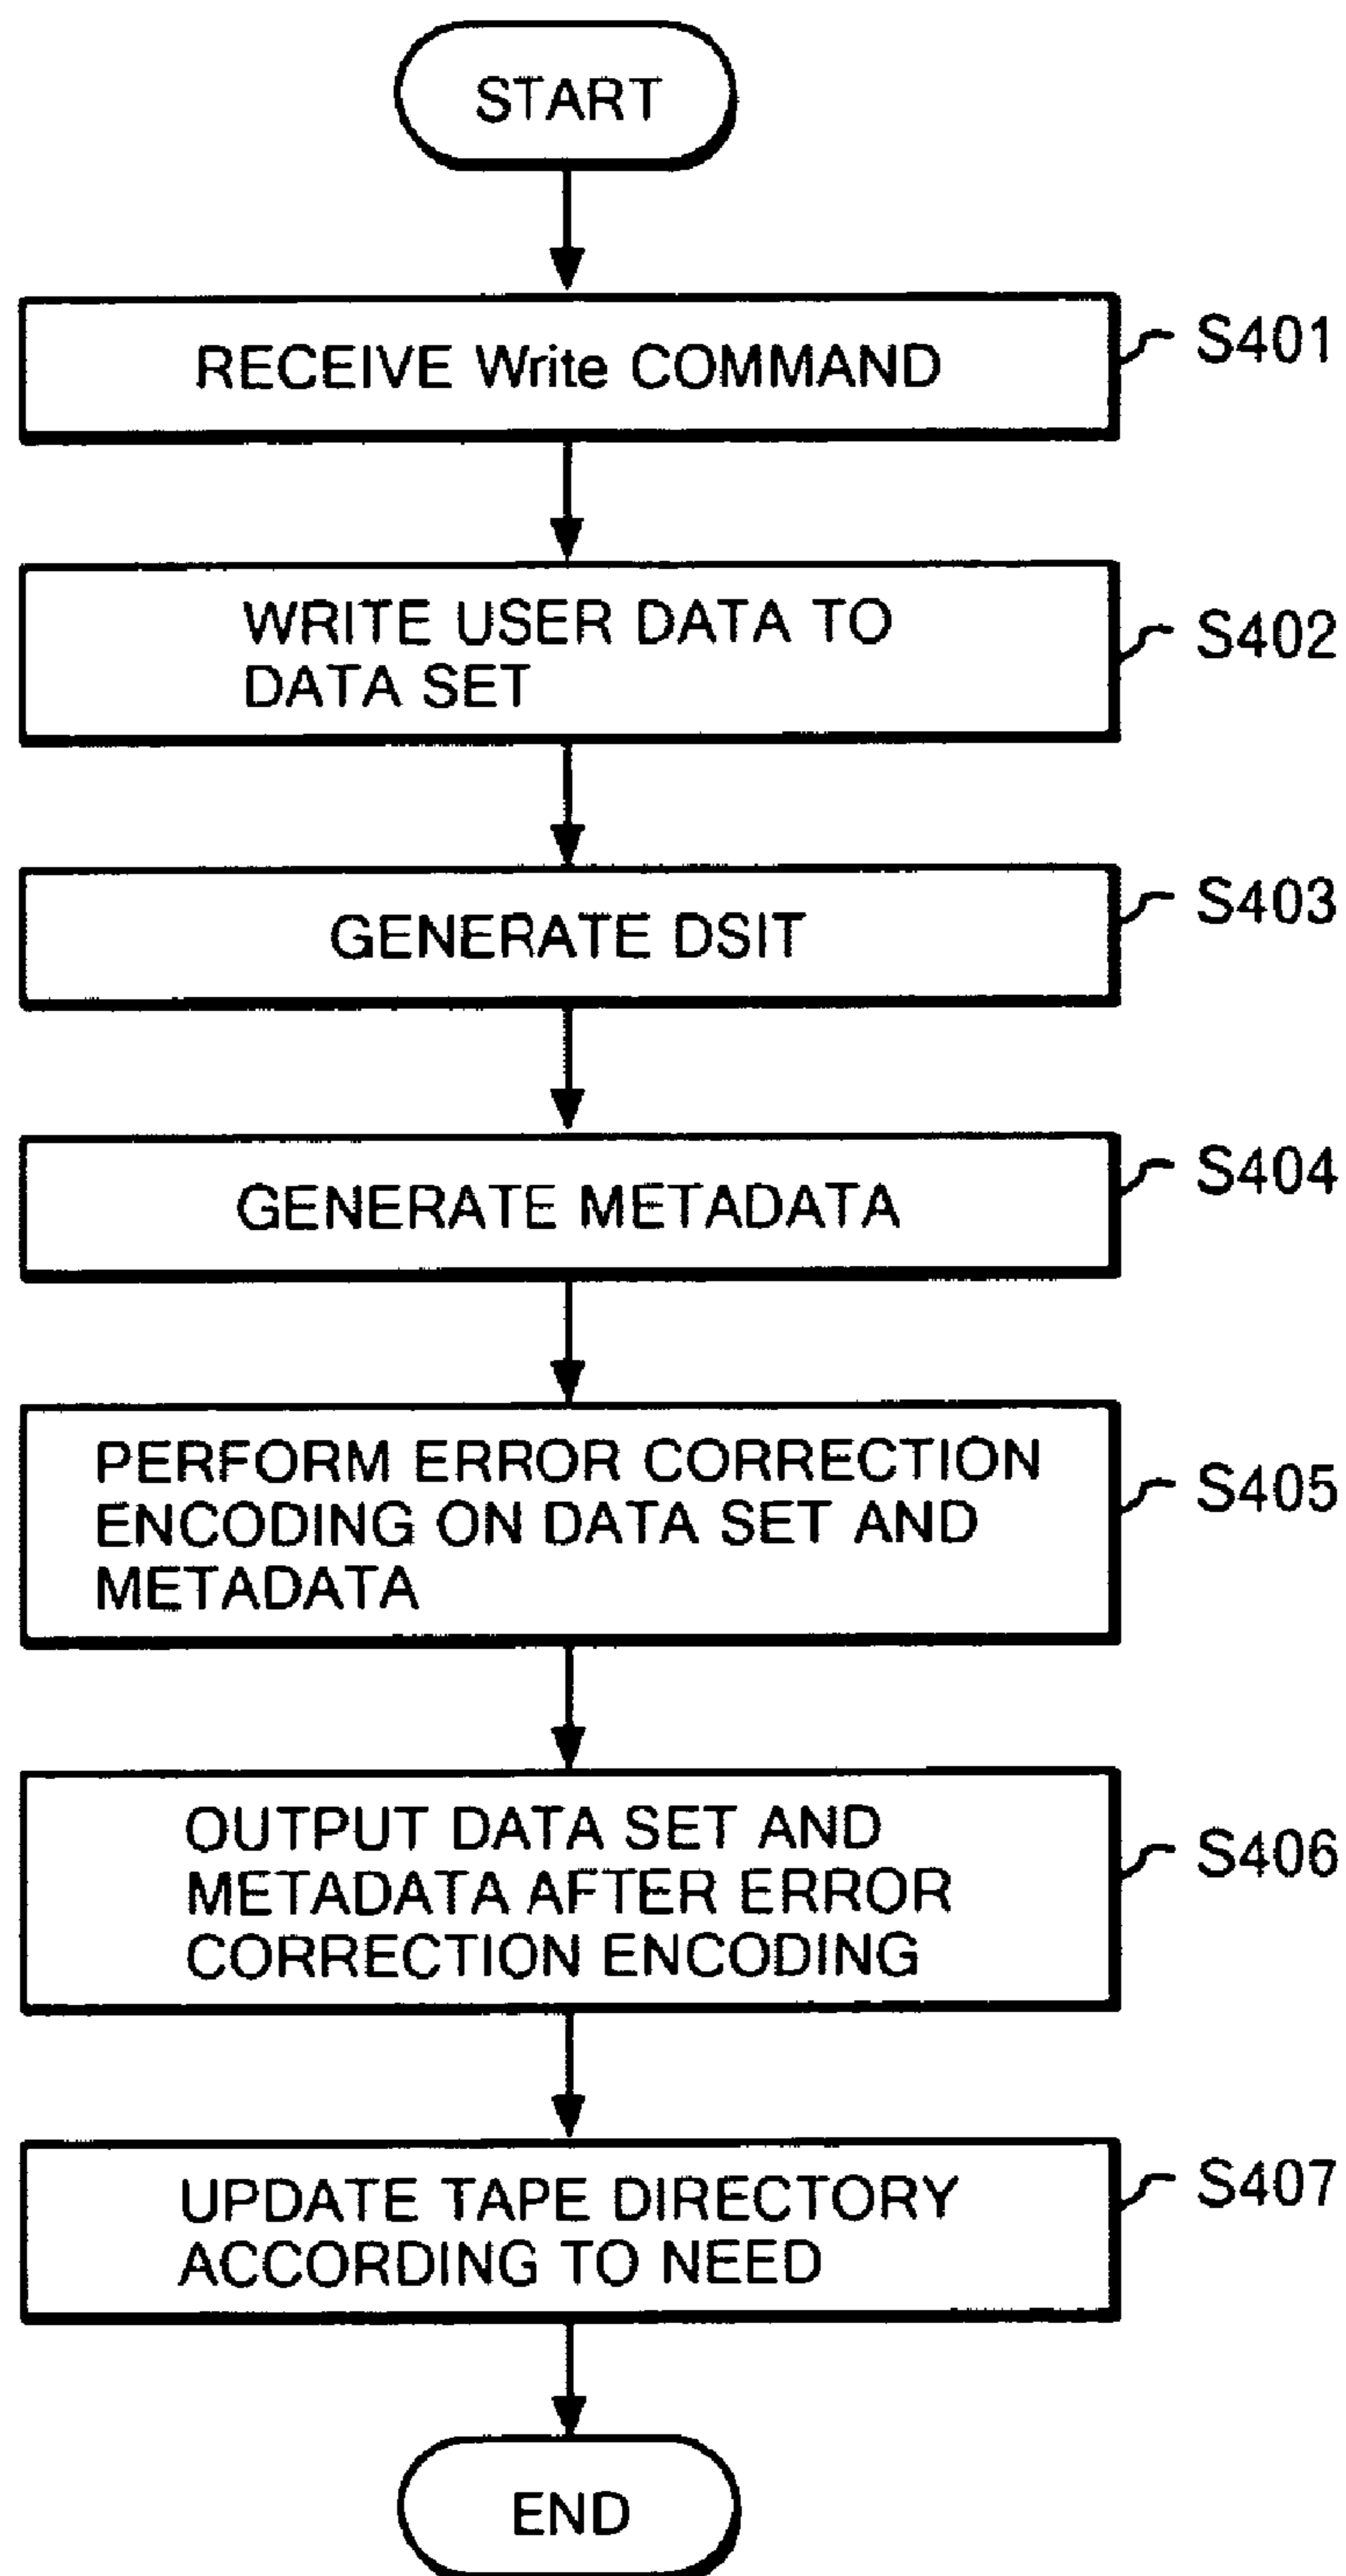 START
RECEIVE Write COMMAND
S401
WRITE USER DATA TO
DATA SET
S402
GENERATE DSIT
S403
GENERATE METADATA
S404
PERFORM ERROR CORRECTION
ENCODING ON DATA SET AND
METADATA
S405
OUTPUT DATA SET AND
METADATA AFTER ERROR
CORRECTION ENCODING
S406
UPDATE TAPE DIRECTORY
ACCORDING TO NEED
S407
END